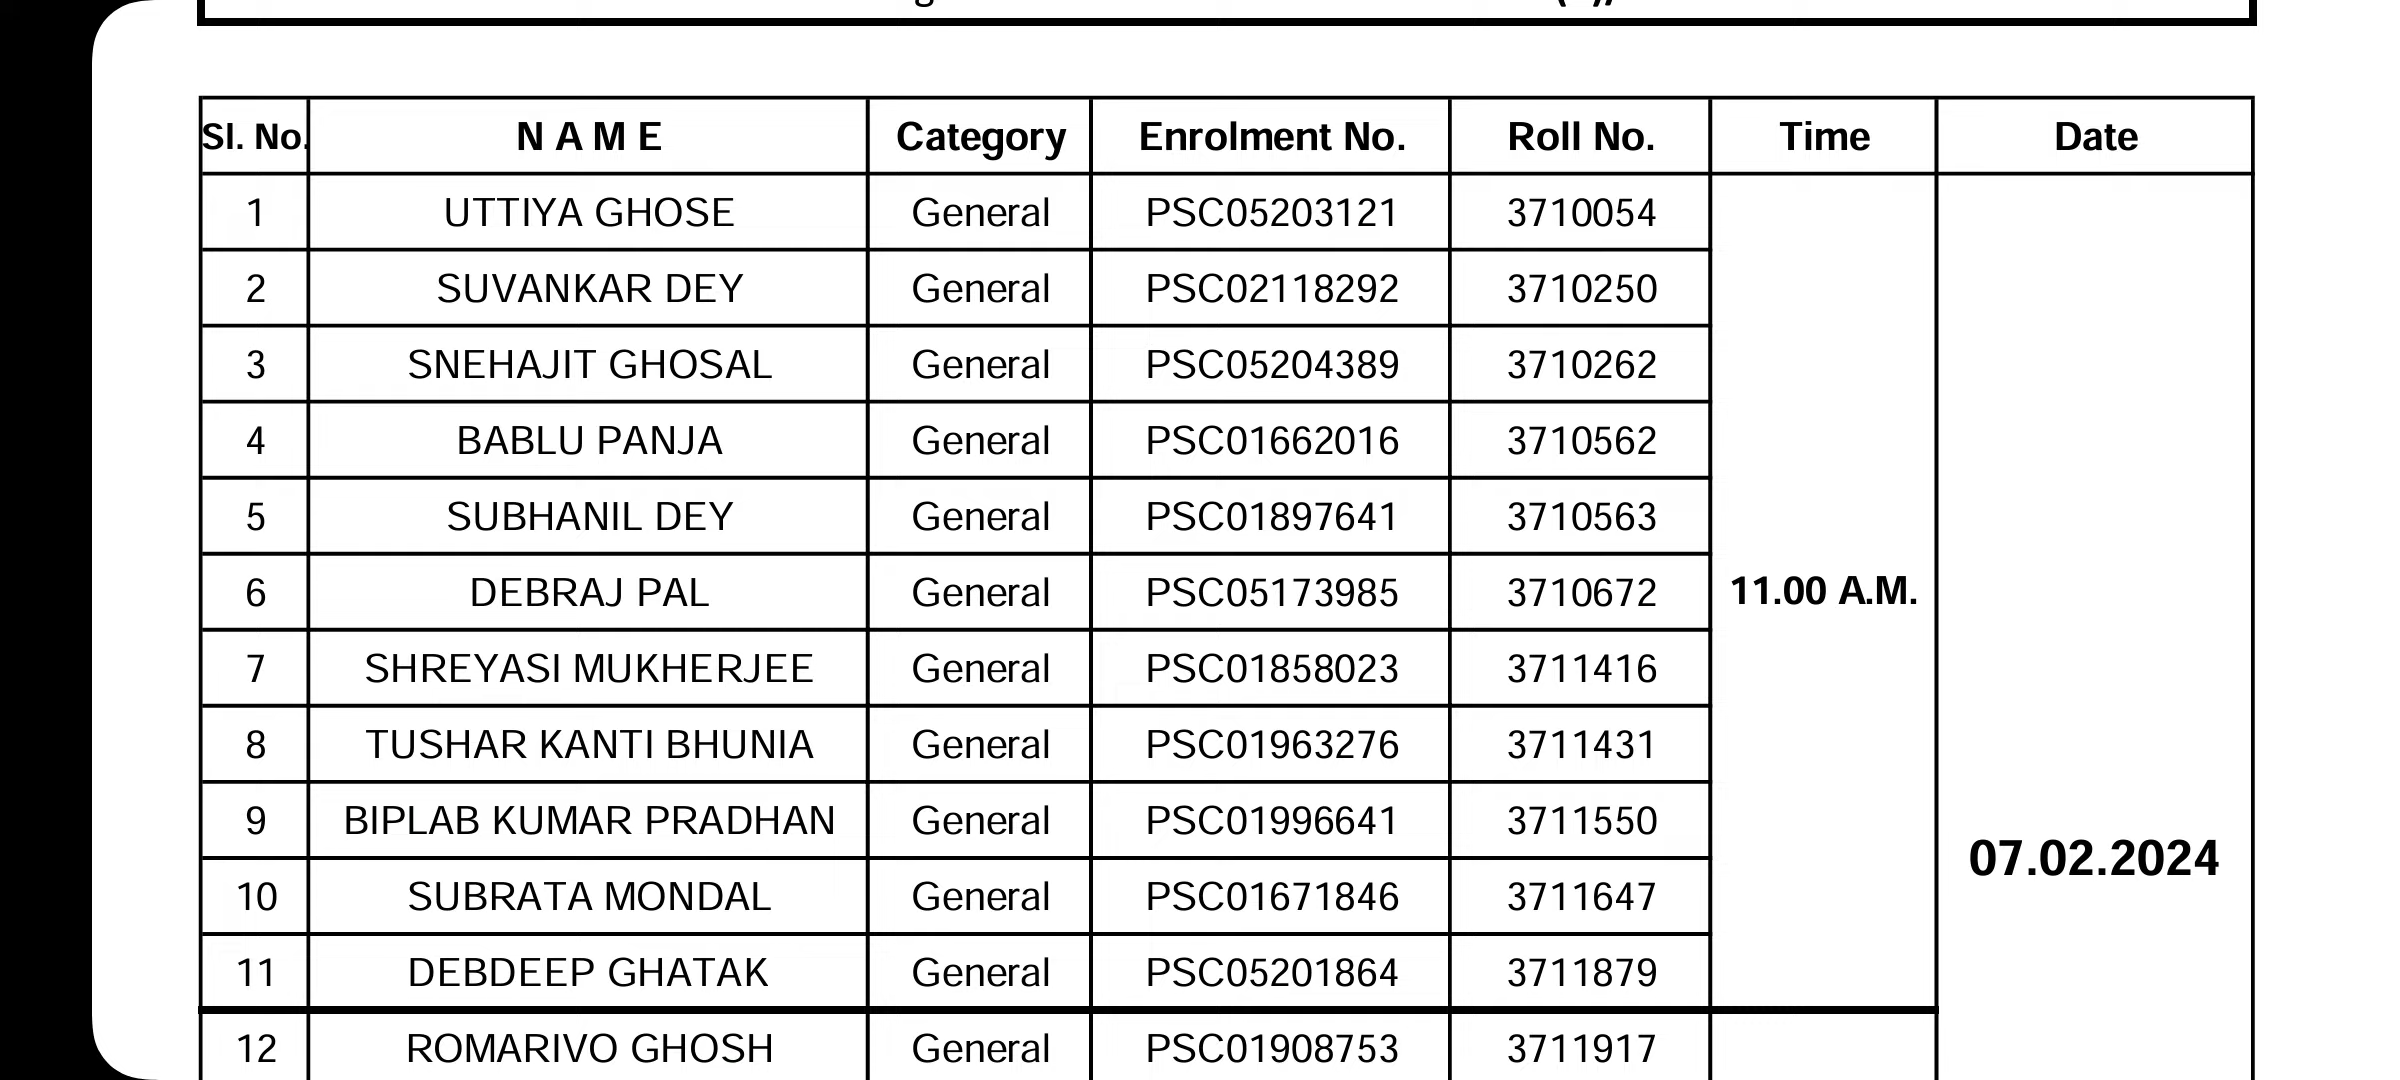 Sl. No. N A M E Category Enrolment No. Roll No. Time Date
1 UTTIYA GHOSE General PSC05203121 3710054
2 SUVANKAR DEY General PSC02118292 3710250
3 SNEHAJIT GHOSAL General PSC05204389 3710262
4 BABLU PANJA General PSC01662016 3710562
5 SUBHANIL DEY General PSC01897641 3710563
6 DEBRAJ PAL General PSC05173985 3710672 11.00 A.M.
7 SHREYASI MUKHERJEE General PSC01858023 3711416
8 TUSHAR KANTI BHUNIA General PSC01963276 3711431
9 BIPLAB KUMAR PRADHAN General PSC01996641 3711550
07.02.2024
10 SUBRATA MONDAL General PSC01671846 3711647
11 DEBDEEP GHATAK General PSC05201864 3711879
12 ROMARIVO GHOSH General PSC01908753 3711917